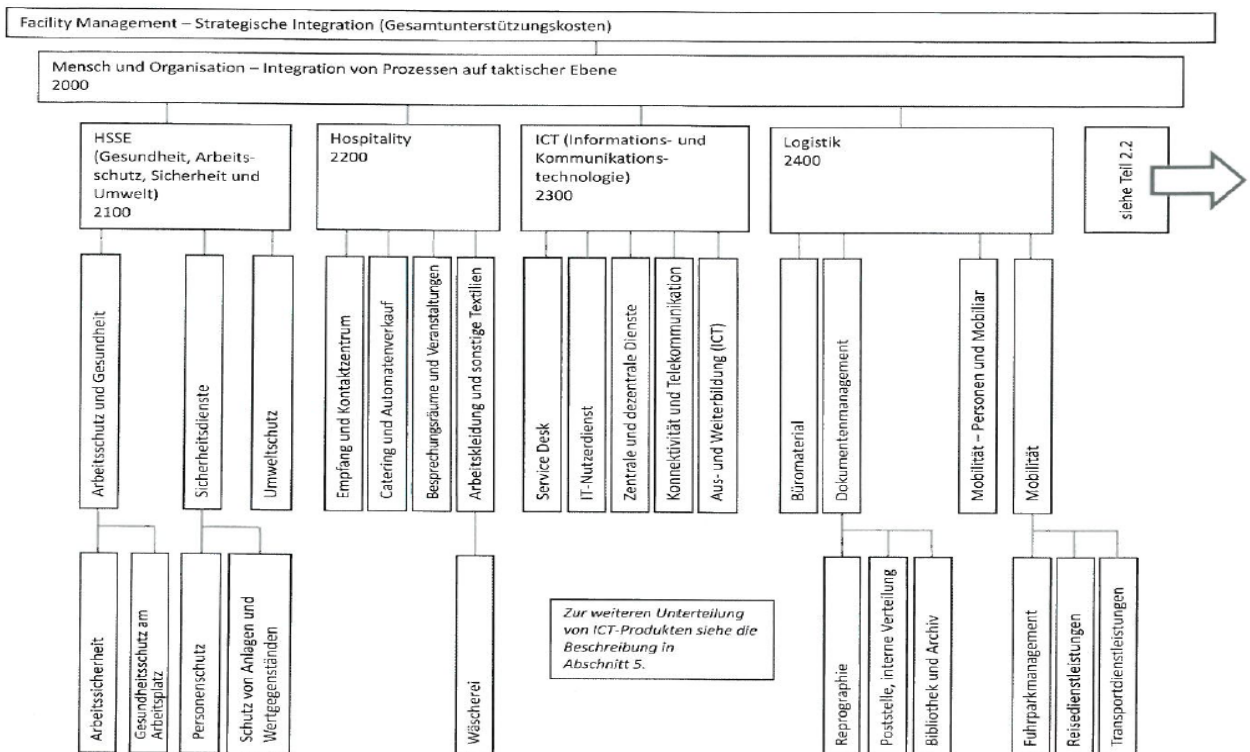 Facility Management – Strategische Integration (Gesamtunterstützungskosten)
Mensch und Organisation – Integration von Prozessen auf taktischer Ebene
2000
HSSE
(Gesundheit, Arbeits-
schutz, Sicherheit und
Umwelt)
2100
Hospitality
2200
ICT (Informations- und
Kommunikations-
technologie)
2300
Logistik
2400
siehe Teil 2.2
Arbeitsschutz und Gesundheit
Sicherheitsdienste
Umweltschutz
Empfang und Kontaktzentrum
Catering und Automatenverkauf
Besprechungsräume und Veranstaltungen
Arbeitskleidung und sonstige Textilien
Service Desk
IT-Nutzerdienst
Zentrale und dezentrale Dienste
Konnektivität und Telekommunikation
Aus- und Weiterbildung (ICT)
Büromaterial
Dokumentenmanagement
Mobilität – Personen und Mobiliar
Mobilität
Arbeitssicherheit
Gesundheitsschutz am
Arbeitsplatz
Personenschutz
Schutz von Anlagen und
Wertgegenständen
Wäscherei
Zur weiteren Unterteilung
von ICT-Produkten siehe die
Beschreibung in
Abschnitt 5.
Reprographie
Poststelle, interne Verteilung
Bibliothek und Archiv
Fuhrparkmanagement
Reisedienstleistungen
Transportdienstleistungen